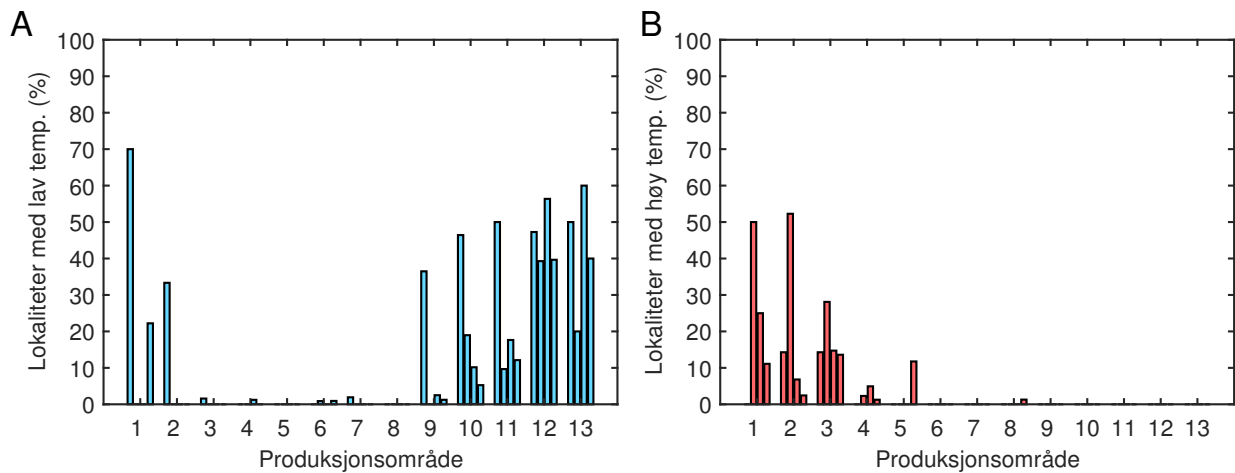 A
B
Lokaliteter med lav temp. (%)
100
90
80
70
60
50
40
30
20
10
0
1 2 3 4 5 6 7 8 9 10 11 12 13
Produksjonsområde
Lokaliteter med høy temp. (%)
100
90
80
70
60
50
40
30
20
10
0
1 2 3 4 5 6 7 8 9 10 11 12 13
Produksjonsområde